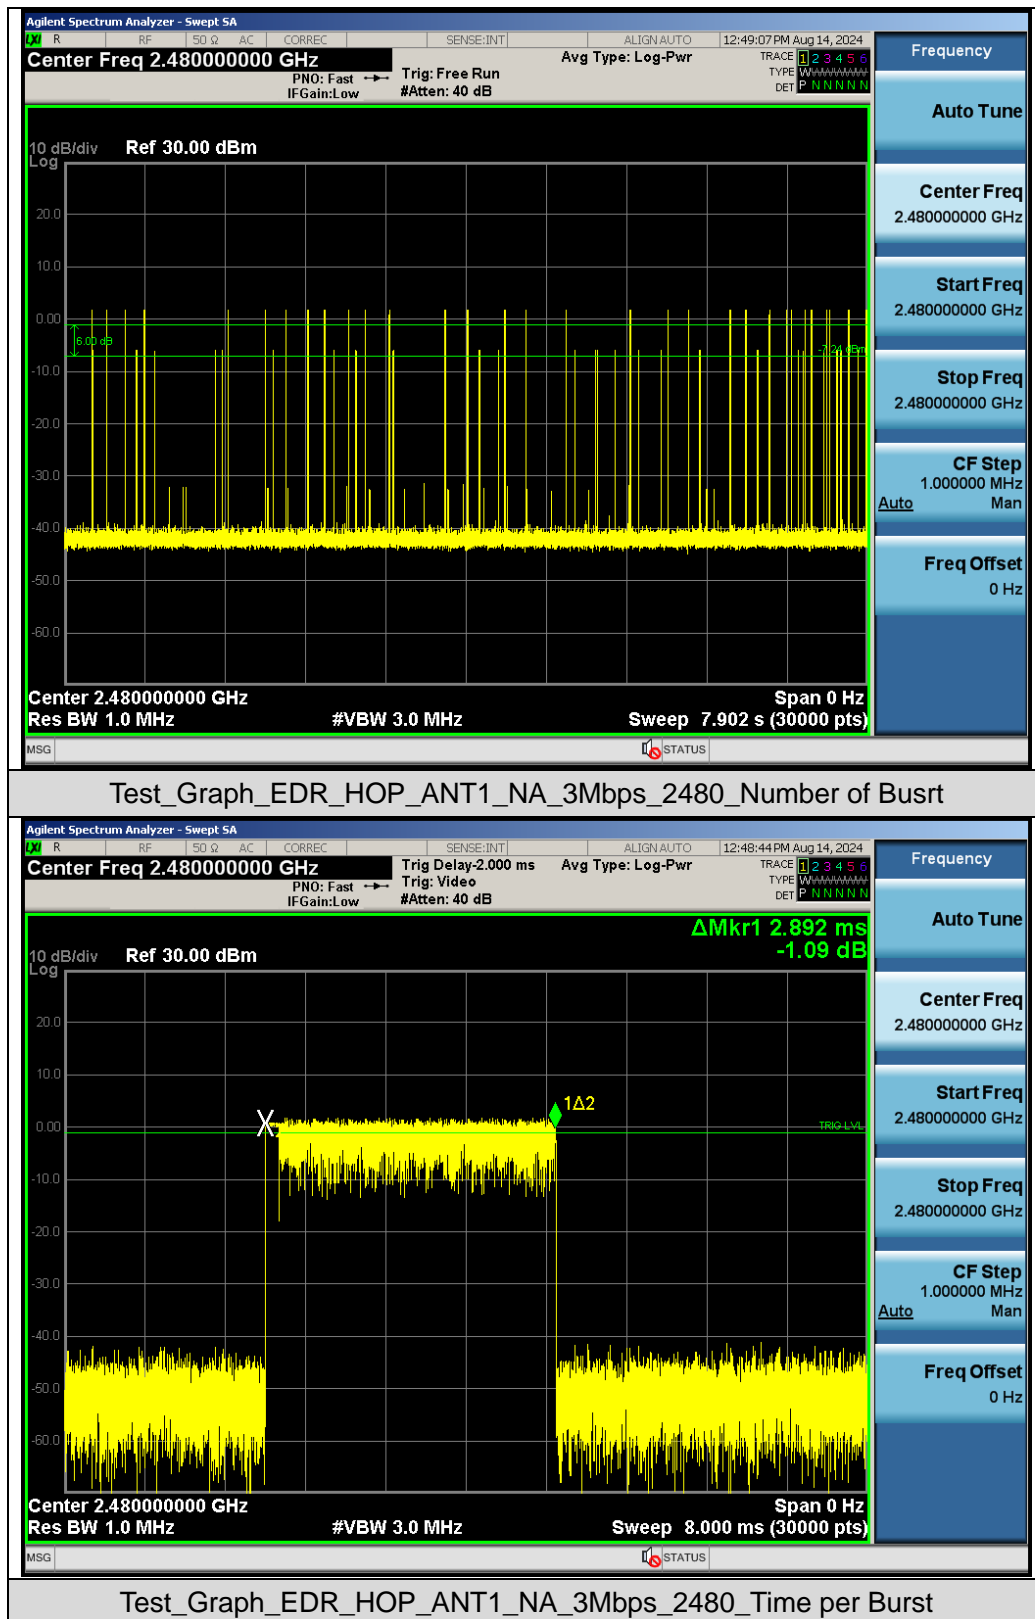 Agilent Spectrum Analyzer - Swept SA
LXI R RF 50 Ω AC CORREC SENSE:INT ALIGN AUTO 12:49:07 PM Aug 14, 2024
Center Freq 2.480000000 GHz
PNO: Fast
IFGain:Low
Trig: Free Run
#Atten: 40 dB
Avg Type: Log-Pwr
TRACE 1 2 3 4 5 6
TYPE WWWWWW
DET P N N N N N
Frequency
Auto Tune
Center Freq
2.480000000 GHz
Start Freq
2.480000000 GHz
Stop Freq
2.480000000 GHz
CF Step
1.000000 MHz
Auto Man
Freq Offset
0 Hz
10 dB/div Ref 30.00 dBm
Log
20.0
10.0
0.00
6.00 dB
-7.24 dBm
-10.0
-20.0
-30.0
-40.0
-50.0
-60.0
Center 2.480000000 GHz Span 0 Hz
Res BW 1.0 MHz #VBW 3.0 MHz Sweep 7.902 s (30000 pts)
MSG STATUS
Test_Graph_EDR_HOP_ANT1_NA_3Mbps_2480_Number of Busrt
Agilent Spectrum Analyzer - Swept SA
LXI R RF 50 Ω AC CORREC SENSE:INT ALIGN AUTO 12:48:44 PM Aug 14, 2024
Center Freq 2.480000000 GHz
PNO: Fast
IFGain:Low
Trig Delay-2.000 ms
Trig: Video
#Atten: 40 dB
Avg Type: Log-Pwr
TRACE 1 2 3 4 5 6
TYPE WWWWWW
DET P N N N N N
Frequency
Auto Tune
Center Freq
2.480000000 GHz
Start Freq
2.480000000 GHz
Stop Freq
2.480000000 GHz
CF Step
1.000000 MHz
Auto Man
Freq Offset
0 Hz
ΔMkr1 2.892 ms
-1.09 dB
10 dB/div Ref 30.00 dBm
Log
20.0
10.0
1Δ2
0.00
TRIG LVL
-10.0
-20.0
-30.0
-40.0
-50.0
-60.0
Center 2.480000000 GHz Span 0 Hz
Res BW 1.0 MHz #VBW 3.0 MHz Sweep 8.000 ms (30000 pts)
MSG STATUS
Test_Graph_EDR_HOP_ANT1_NA_3Mbps_2480_Time per Burst